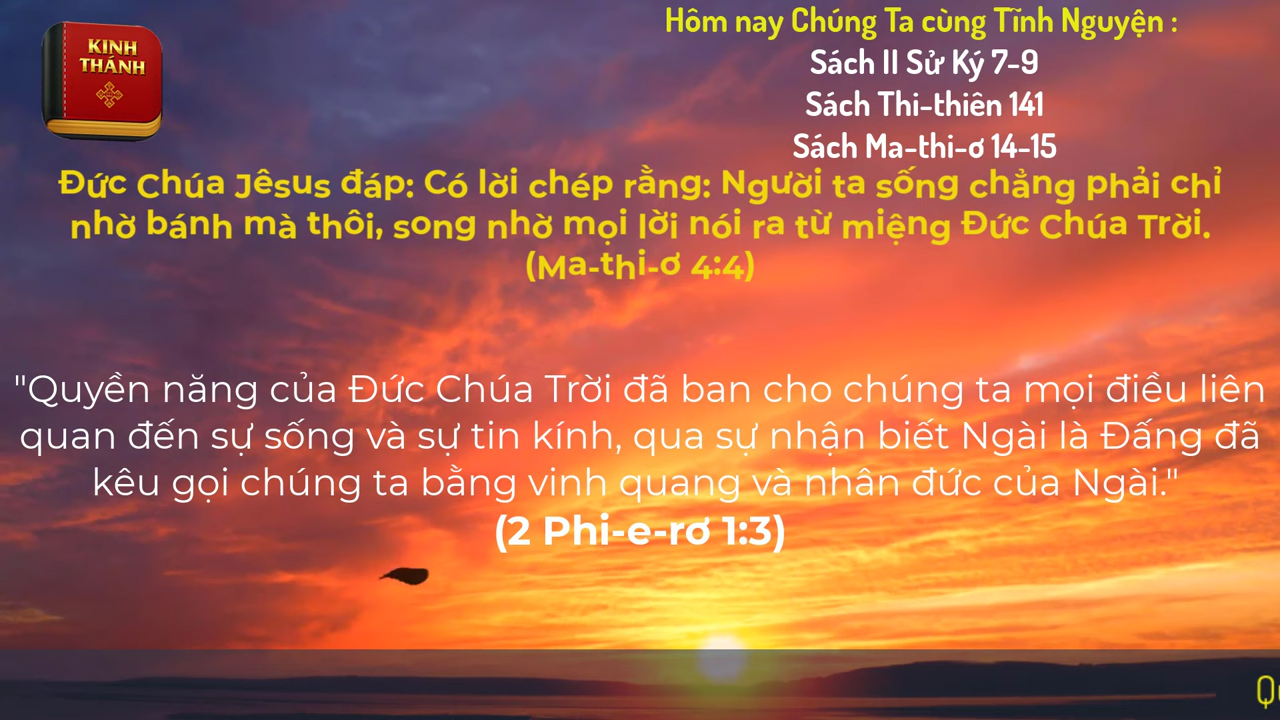 KINH
THÁNH
Hôm nay Chúng Ta cùng Tĩnh Nguyện :
Sách II Sử Ký 7-9
Sách Thi-thiên 141
Sách Ma-thi-ơ 14-15
Đức Chúa Jêsus đáp: Có lời chép rằng: Người ta sống chẳng phải chỉ
nhờ bánh mà thôi, song nhờ mọi lời nói ra từ miệng Đức Chúa Trời.
(Ma-thi-ơ 4:4)
"Quyền năng của Đức Chúa Trời đã ban cho chúng ta mọi điều liên
quan đến sự sống và sự tin kính, qua sự nhận biết Ngài là Đấng đã
kêu gọi chúng ta bằng vinh quang và nhân đức của Ngài."
(2 Phi-e-rơ 1:3)